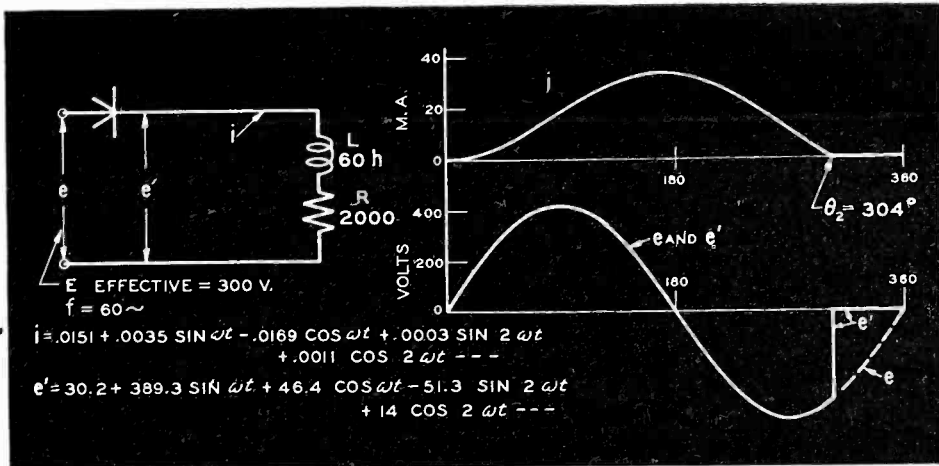 40
20
0
M.A.
i
180
360
θ₂ = 304°
L
60 h
R
2000
e
e′
i
E EFFECTIVE = 300 V.
f = 60 ~
400
200
0
VOLTS
e AND e′
180
360
e′
e
i = .0151 + .0035 SIN ωt - .0169 COS ωt + .0003 SIN 2 ωt
+ .0011 COS 2 ωt ---
e′ = 30.2 + 389.3 SIN ωt + 46.4 COS ωt - 51.3 SIN 2 ωt
+ 14 COS 2 ωt ---